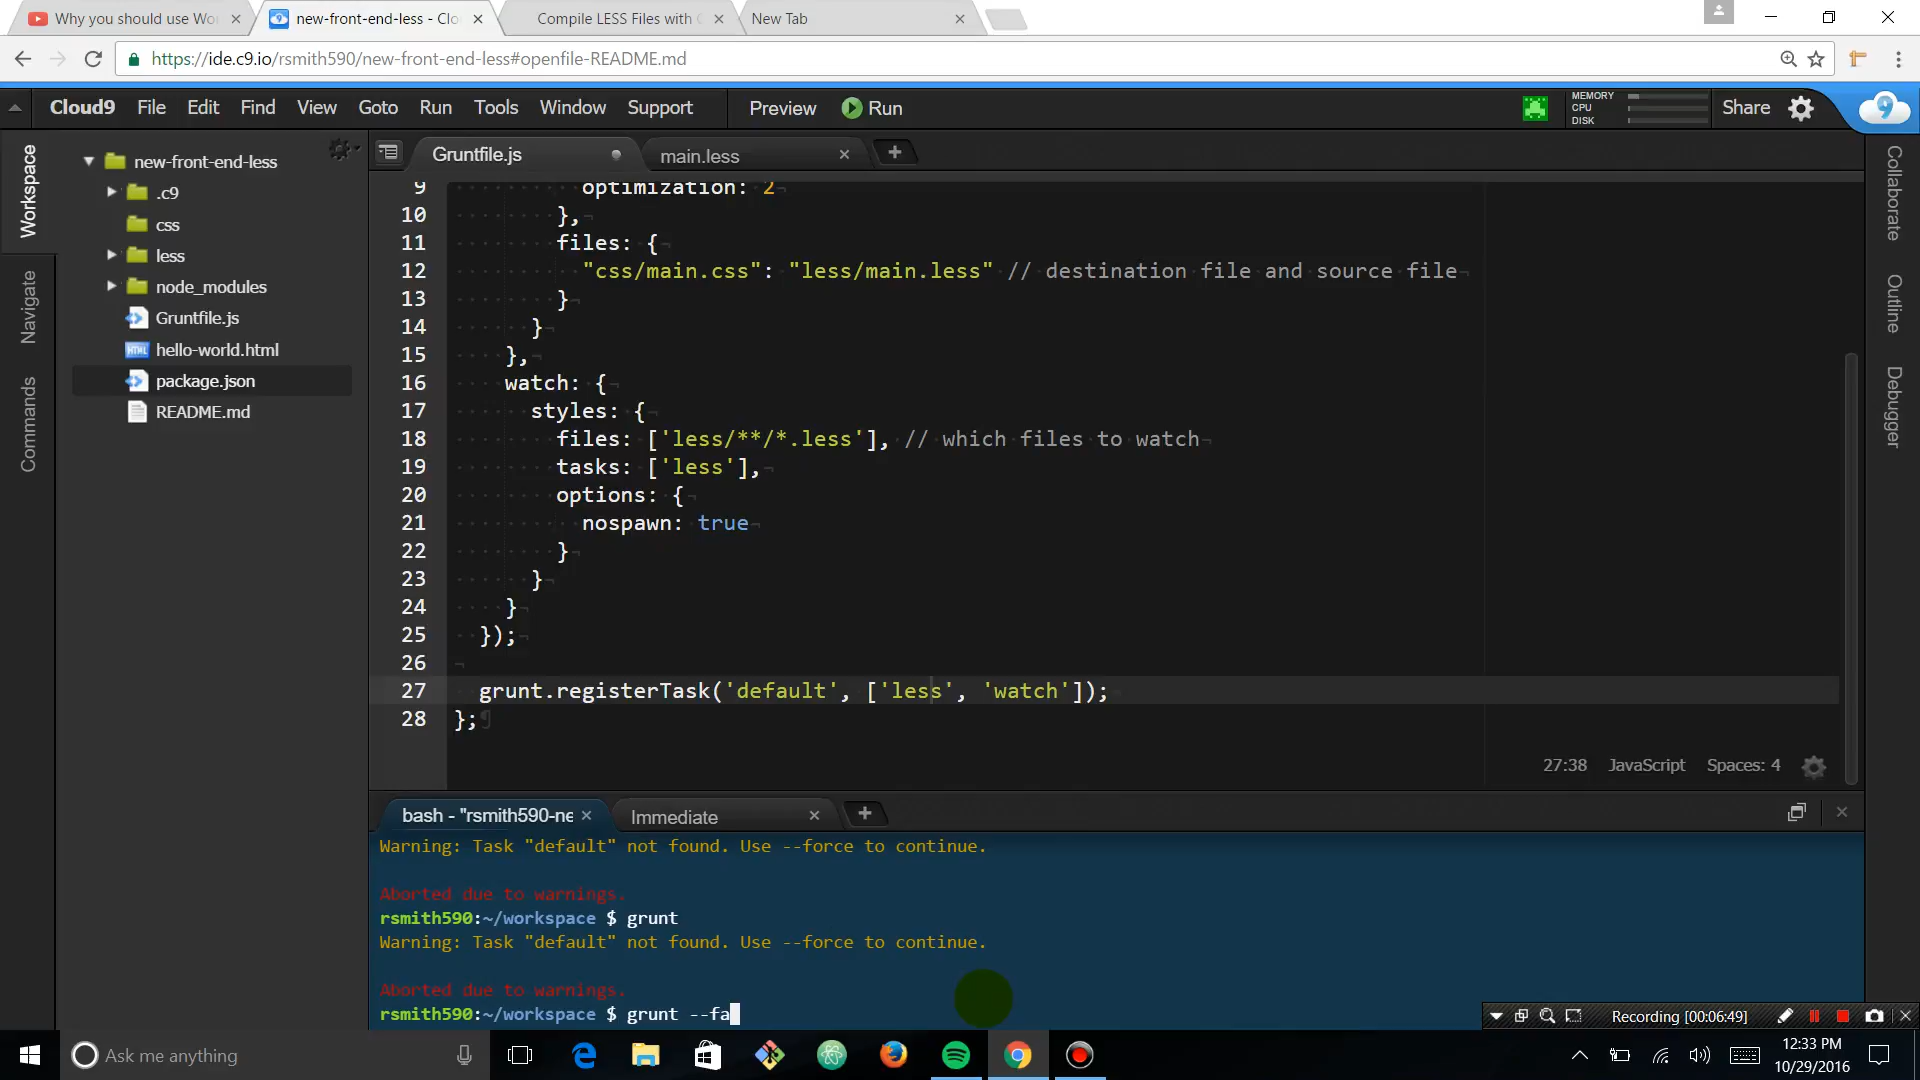 Why you should use Wo
new-front-end-less - Clo
Compile LESS Files with
New Tab
https://ide.c9.io/rsmith590/new-front-end-less#openfile-README.md
Cloud9 File Edit Find View Goto Run Tools Window Support Preview Run
MEMORY
CPU
DISK
Share
Workspace
Navigate
Commands
new-front-end-less
.c9
css
less
node_modules
Gruntfile.js
hello-world.html
package.json
README.md
Gruntfile.js
main.less
9 optimization: 2
10 },
11 files: {
12 "css/main.css": "less/main.less" // destination file and source file
13 }
14 }
15 },
16 watch: {
17 styles: {
18 files: ['less/**/*.less'], // which files to watch
19 tasks: ['less'],
20 options: {
21 nospawn: true
22 }
23 }
24 }
25 });
26
27 grunt.registerTask('default', ['less', 'watch']);
28 };
27:38 JavaScript Spaces: 4
Collaborate
Outline
Debugger
bash - "rsmith590-ne
Immediate
Warning: Task "default" not found. Use --force to continue.
Aborted due to warnings.
rsmith590:~/workspace $ grunt
Warning: Task "default" not found. Use --force to continue.
Aborted due to warnings.
rsmith590:~/workspace $ grunt --fa
Recording [00:06:49]
Ask me anything
12:33 PM
10/29/2016